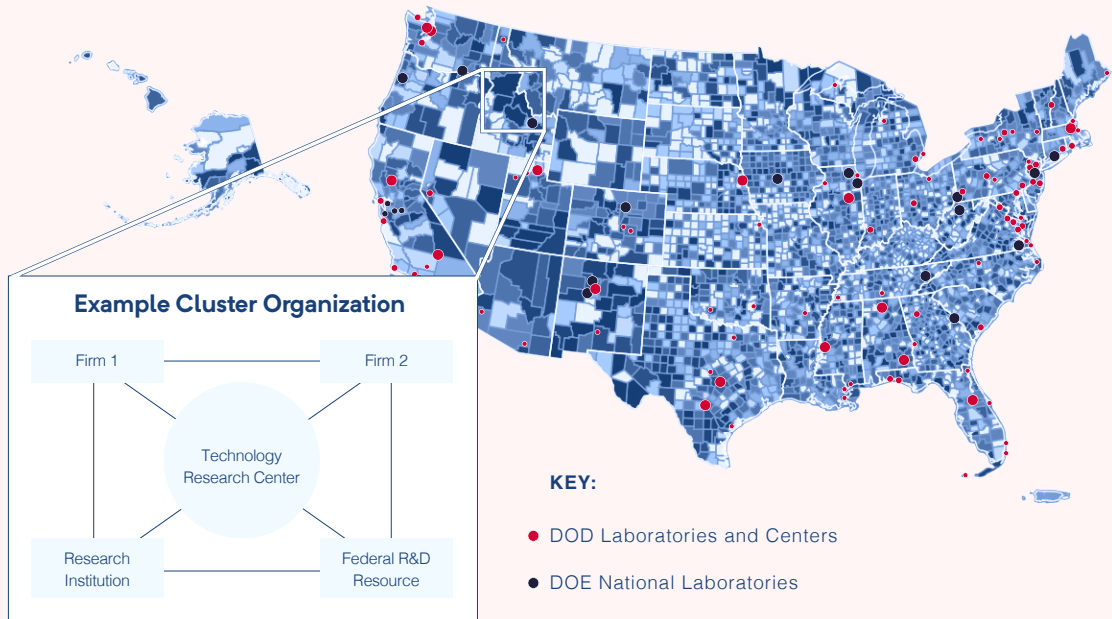 Example Cluster Organization
Firm 1
Firm 2
Technology
Research Center
Research
Institution
Federal R&D
Resource
KEY:
DOD Laboratories and Centers
DOE National Laboratories